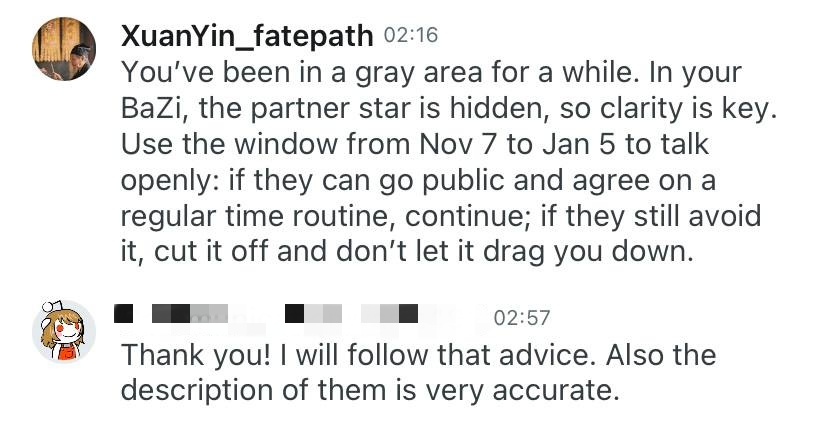 XuanYin_fatepath 02:16
You’ve been in a gray area for a while. In your
BaZi, the partner star is hidden, so clarity is key.
Use the window from Nov 7 to Jan 5 to talk
openly: if they can go public and agree on a
regular time routine, continue; if they still avoid
it, cut it off and don’t let it drag you down.
02:57
Thank you! I will follow that advice. Also the
description of them is very accurate.